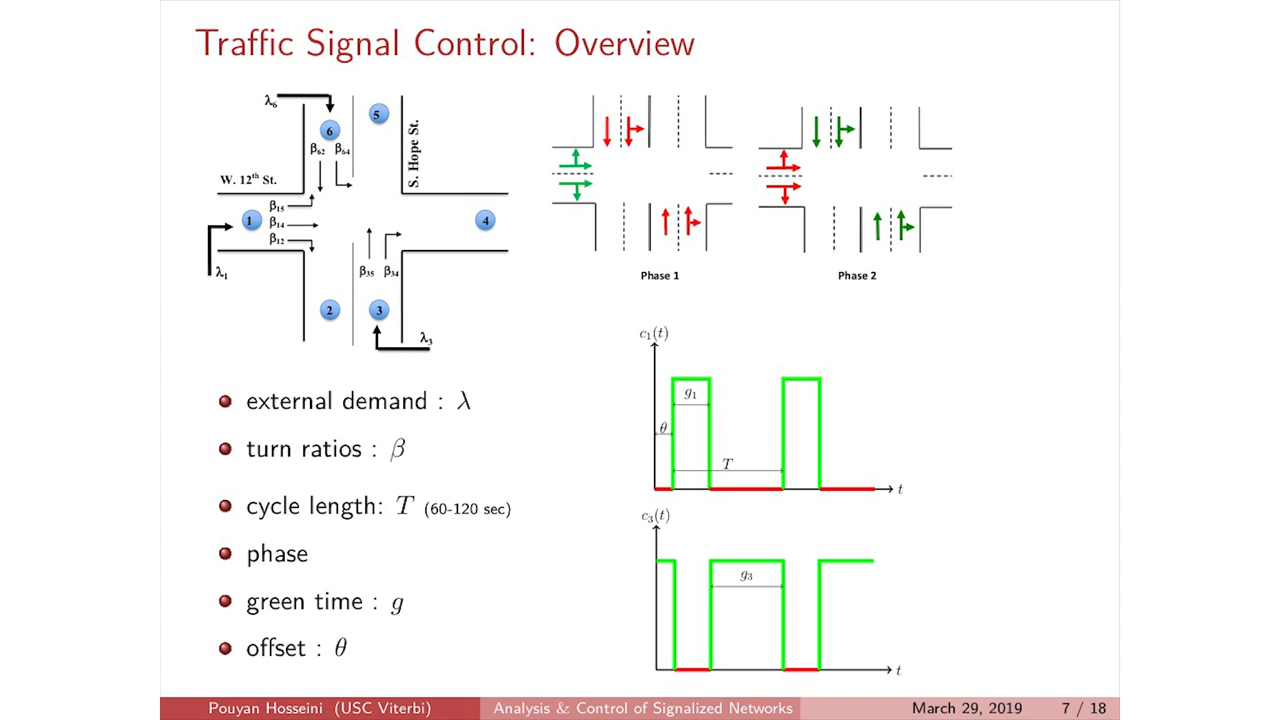 Traffic Signal Control: Overview
λ₆
6
5
β₆₂ β₆₄
S. Hope St.
W. 12th St.
β₁₅
1
β₁₄
4
β₁₂
λ₁
β₃₅ β₃₄
2
3
λ₃
Phase 1
Phase 2
external demand : λ
turn ratios : β
cycle length: T (60-120 sec)
phase
green time : g
offset : θ
c₁(t)
g₁
θ
T
t
c₃(t)
g₃
t
Pouyan Hosseini (USC Viterbi)
Analysis & Control of Signalized Networks
March 29, 2019
7 / 18